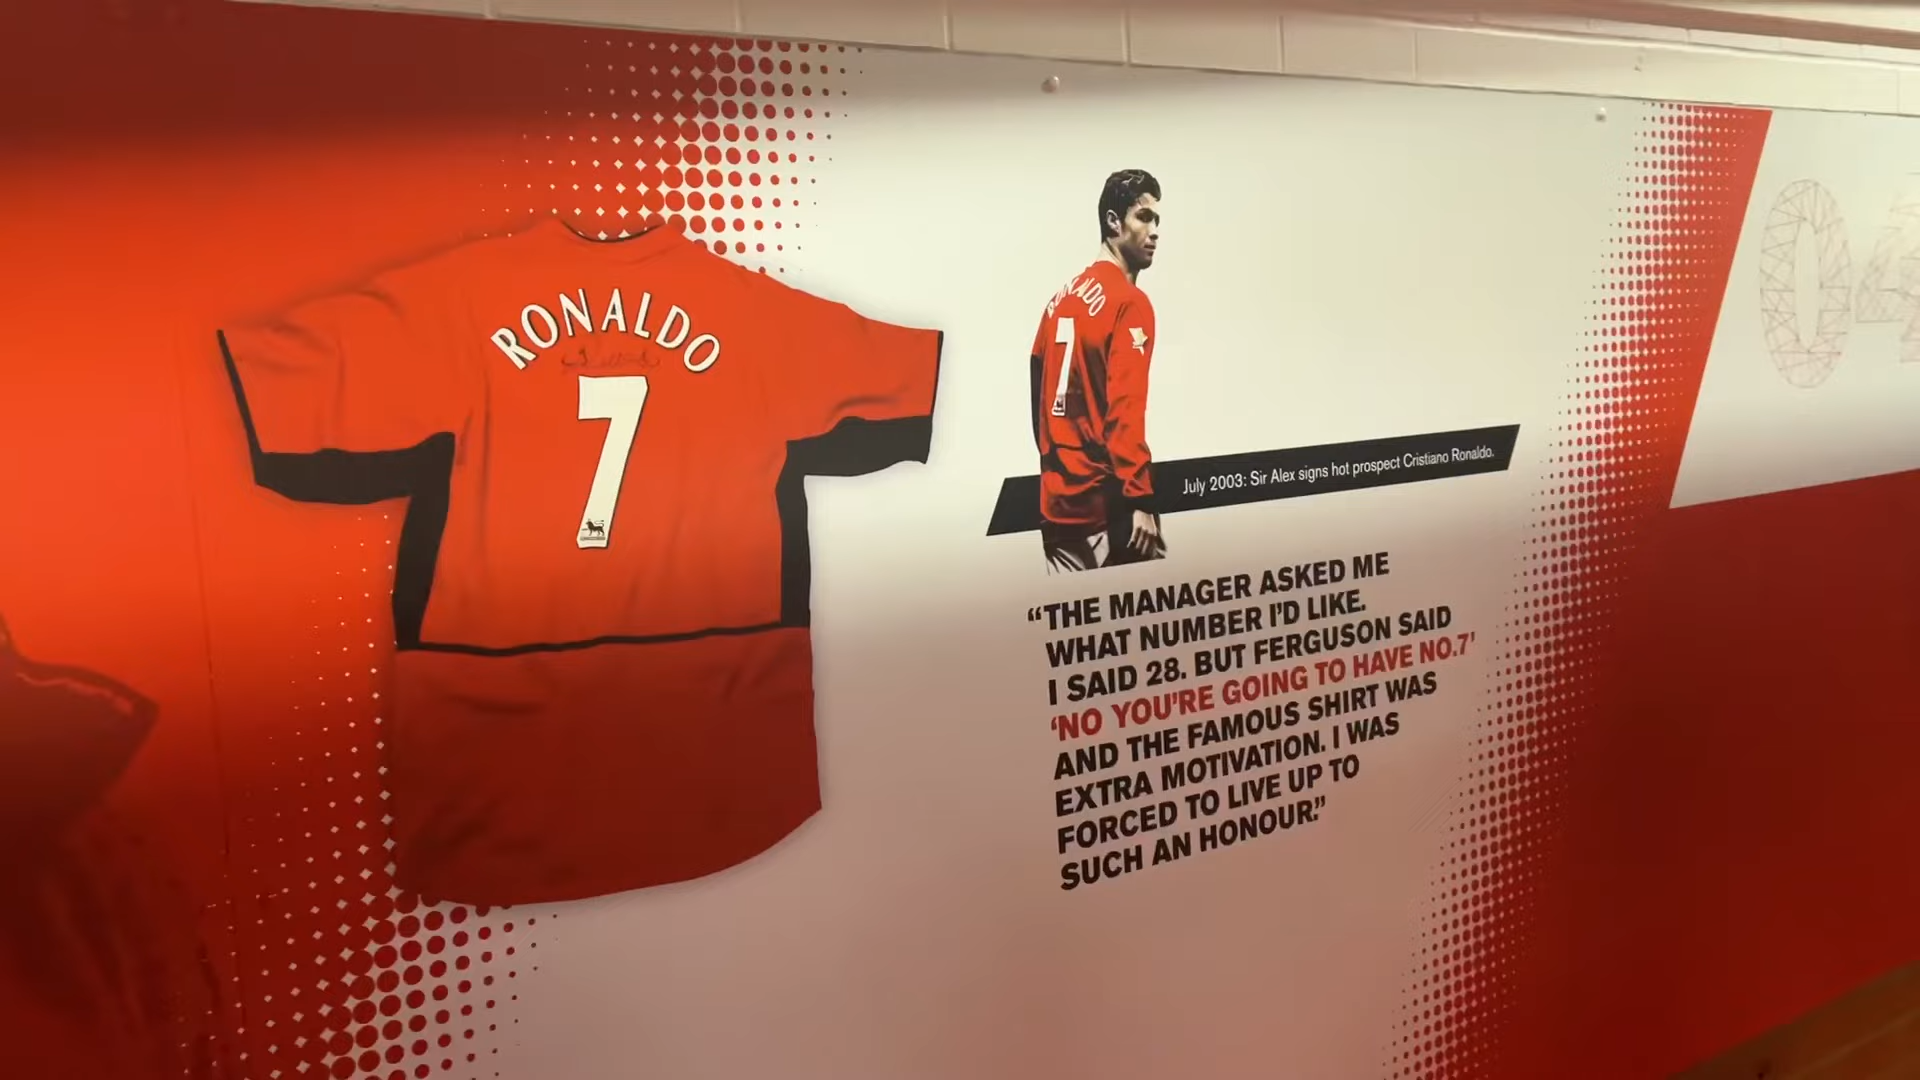 RONALDO
7
RONALDO
7
July 2003: Sir Alex signs hot prospect Cristiano Ronaldo.
“THE MANAGER ASKED ME
WHAT NUMBER I’D LIKE.
I SAID 28. BUT FERGUSON SAID
‘NO YOU’RE GOING TO HAVE NO.7’
AND THE FAMOUS SHIRT WAS
EXTRA MOTIVATION. I WAS
FORCED TO LIVE UP TO
SUCH AN HONOUR.”